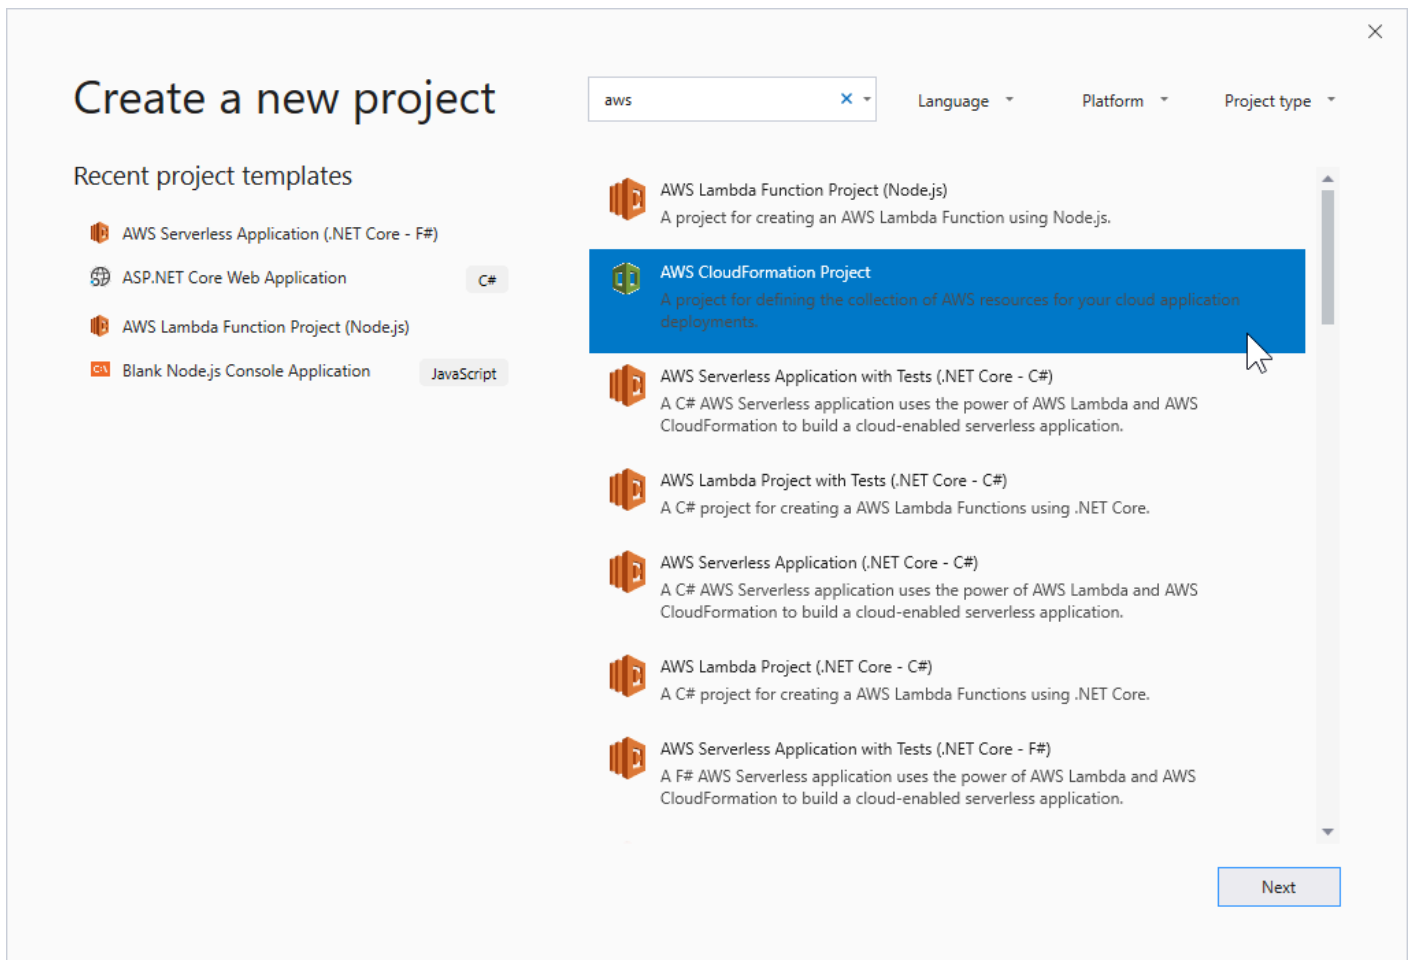 Create a new project
aws
Language
Platform
Project type
Recent project templates
AWS Serverless Application (.NET Core - F#)
ASP.NET Core Web Application
C#
AWS Lambda Function Project (Node.js)
Blank Node.js Console Application
JavaScript
AWS Lambda Function Project (Node.js)
A project for creating an AWS Lambda Function using Node.js.
AWS CloudFormation Project
A project for defining the collection of AWS resources for your cloud application
deployments.
AWS Serverless Application with Tests (.NET Core - C#)
A C# AWS Serverless application uses the power of AWS Lambda and AWS
CloudFormation to build a cloud-enabled serverless application.
AWS Lambda Project with Tests (.NET Core - C#)
A C# project for creating a AWS Lambda Functions using .NET Core.
AWS Serverless Application (.NET Core - C#)
A C# AWS Serverless application uses the power of AWS Lambda and AWS
CloudFormation to build a cloud-enabled serverless application.
AWS Lambda Project (.NET Core - C#)
A C# project for creating a AWS Lambda Functions using .NET Core.
AWS Serverless Application with Tests (.NET Core - F#)
A F# AWS Serverless application uses the power of AWS Lambda and AWS
CloudFormation to build a cloud-enabled serverless application.
Next